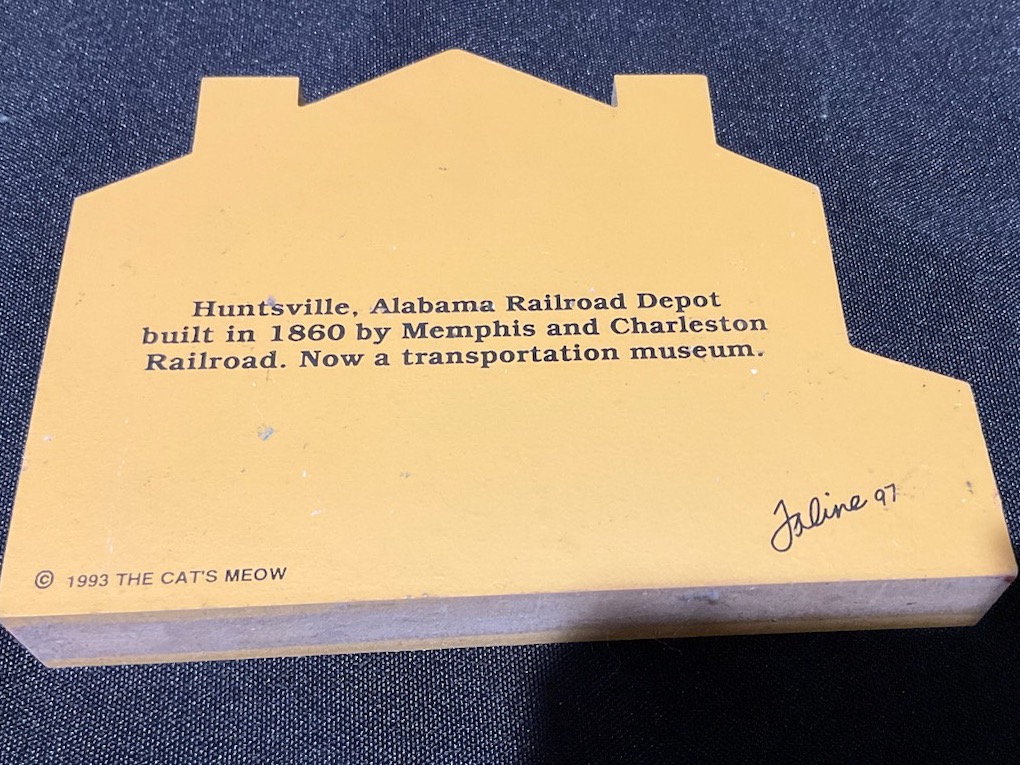 Huntsville, Alabama Railroad Depot
built in 1860 by Memphis and Charleston
Railroad. Now a transportation museum.
Faline 97
© 1993 THE CAT'S MEOW